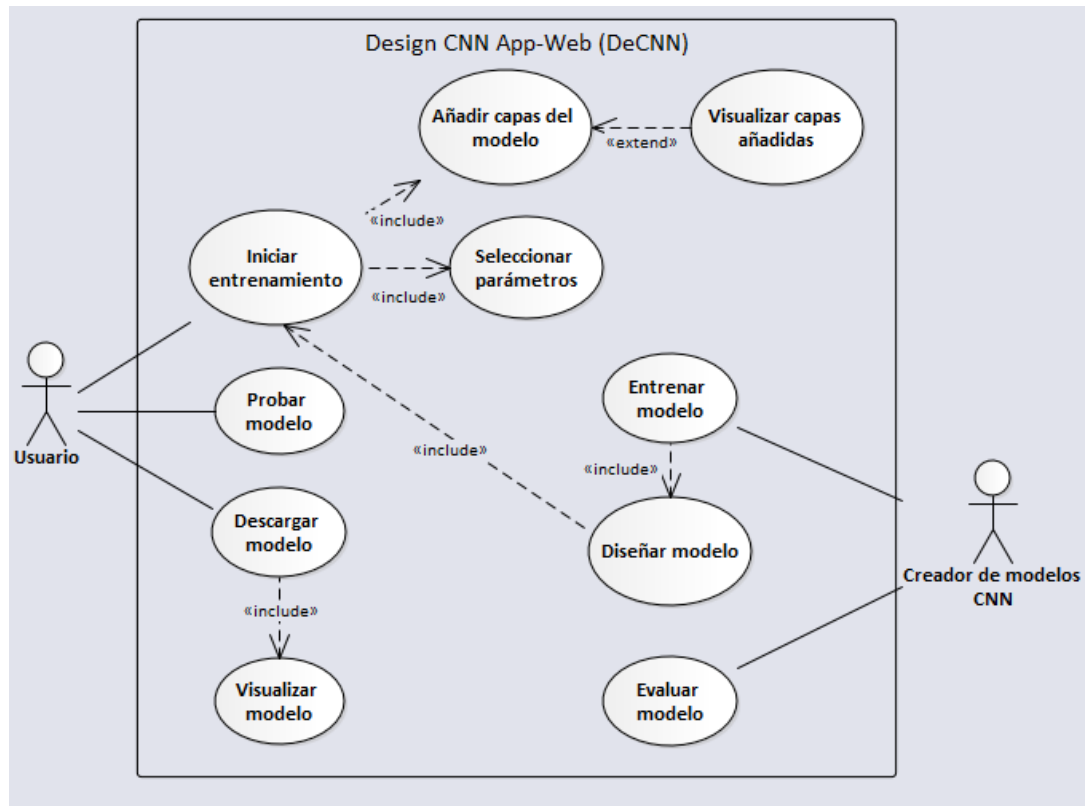 Design CNN App-Web (DeCNN)
Añadir capas del
modelo
«extend»
Visualizar capas
añadidas
«include»
Iniciar
entrenamiento
«include»
Seleccionar
parámetros
Usuario
Probar
modelo
Entrenar
modelo
«include»
«include»
Descargar
modelo
Diseñar modelo
Creador de modelos
CNN
«include»
Visualizar
modelo
Evaluar
modelo